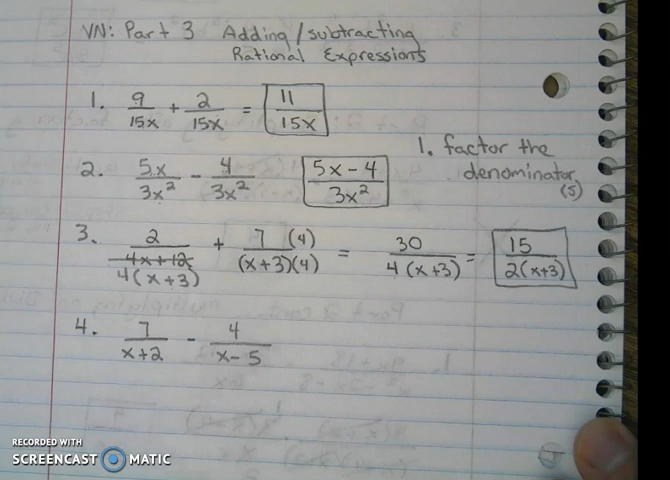 VN: Part 3 Adding/subtracting
Rational Expressions
1. 9/15x + 2/15x = 11/15x
1. factor the
denominator
(s)
2. 5x/3x² - 4/3x² 5x-4/3x²
3. 2/4x+12 + 7(4)/(x+3)(4) = 30/4(x+3) = 15/2(x+3)
4(x+3)
4. 7/x+2 - 4/x-5
RECORDED WITH
SCREENCAST MATIC